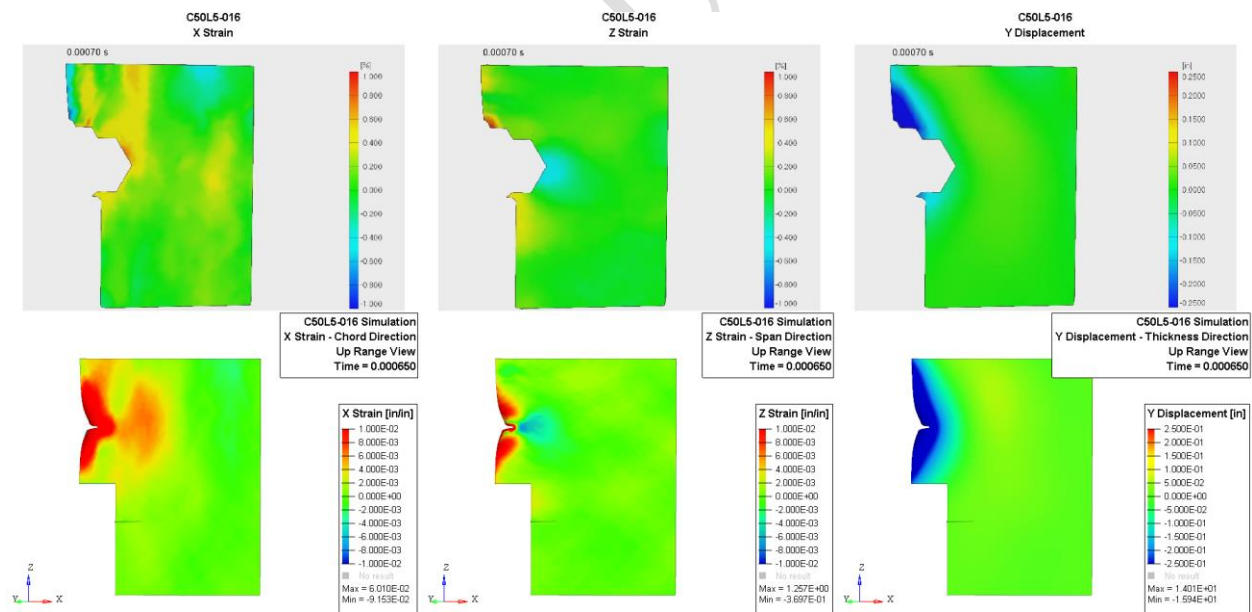 C50L5-016
X Strain
0.00070 s
[%]
1.000
0.800
0.600
0.400
0.200
0.000
-0.200
-0.400
-0.600
-0.800
-1.000
C50L5-016
Z Strain
0.00070 s
[%]
1.000
0.800
0.600
0.400
0.200
0.000
-0.200
-0.400
-0.600
-0.800
-1.000
C50L5-016
Y Displacement
0.00070 s
[in]
0.2500
0.2000
0.1500
0.1000
0.0500
0.0000
-0.0500
-0.1000
-0.1500
-0.2000
-0.2500
C50L5-016 Simulation
X Strain - Chord Direction
Up Range View
Time = 0.000650
X Strain [in/in]
1.000E-02
8.000E-03
6.000E-03
4.000E-03
2.000E-03
0.000E+00
-2.000E-03
-4.000E-03
-6.000E-03
-8.000E-03
-1.000E-02
No result
Max = 6.010E-02
Min = -9.153E-02
Z
Y
X
C50L5-016 Simulation
Z Strain - Span Direction
Up Range View
Time = 0.000650
Z Strain [in/in]
1.000E-02
8.000E-03
6.000E-03
4.000E-03
2.000E-03
0.000E+00
-2.000E-03
-4.000E-03
-6.000E-03
-8.000E-03
-1.000E-02
No result
Max = 1.257E+00
Min = -3.697E-01
Z
Y
X
C50L5-016 Simulation
Y Displacement - Thickness Direction
Up Range View
Time = 0.000650
Y Displacement [in]
2.500E-01
2.000E-01
1.500E-01
1.000E-01
5.000E-02
0.000E+00
-5.000E-02
-1.000E-01
-1.500E-01
-2.000E-01
-2.500E-01
No result
Max = 1.401E+01
Min = -1.594E+01
Z
Y
X